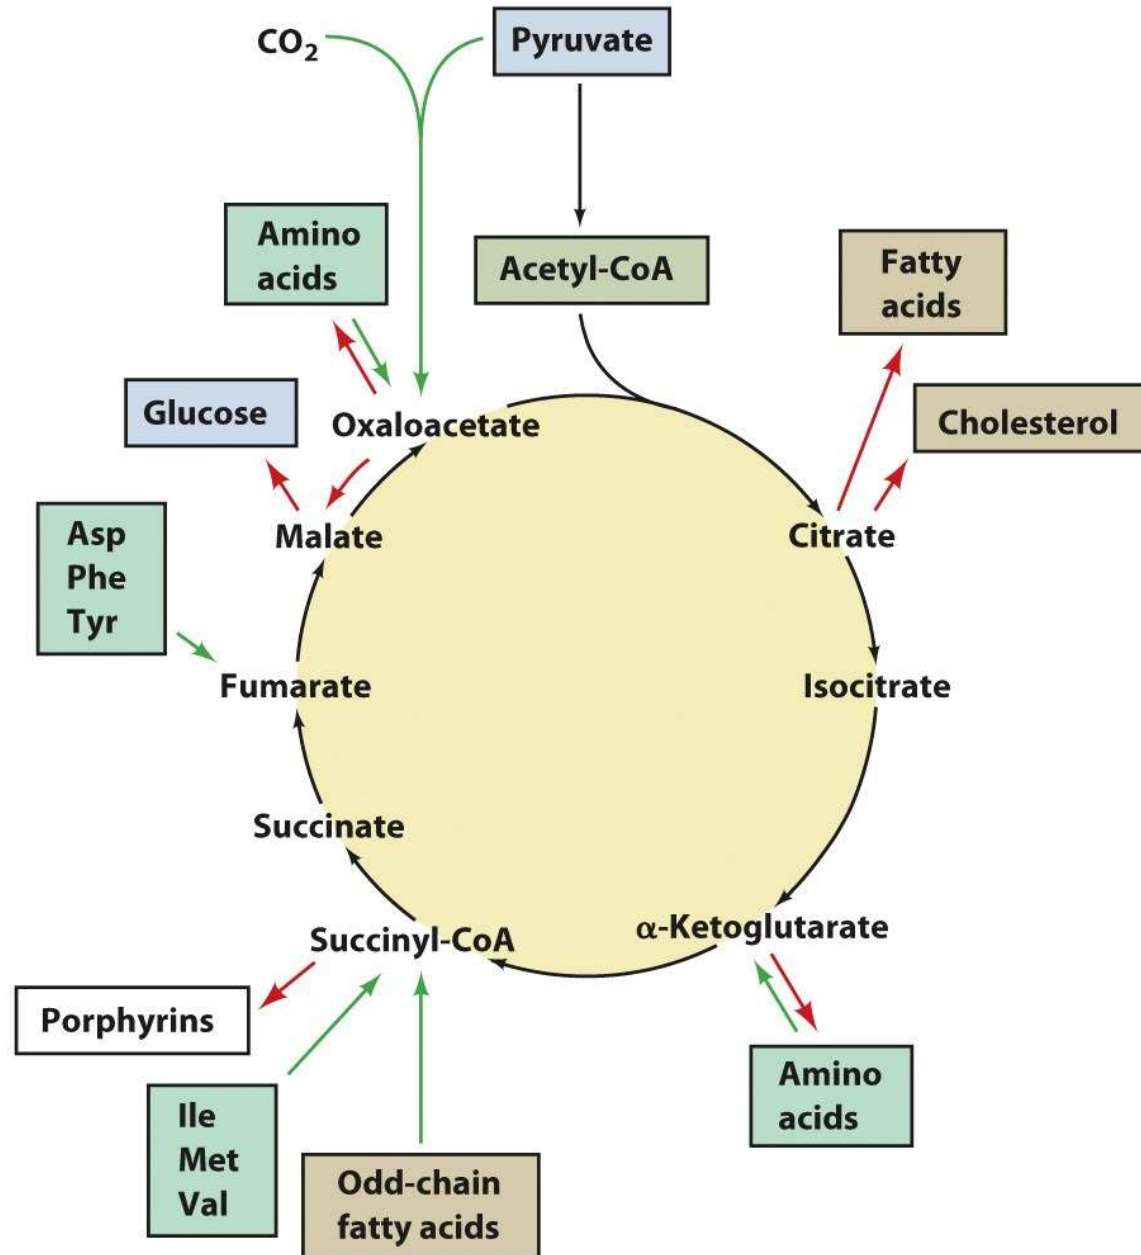 CO2
Pyruvate
Amino
acids
Acetyl-CoA
Fatty
acids
Glucose
Oxaloacetate
Cholesterol
Asp
Phe
Tyr
Malate
Citrate
Fumarate
Isocitrate
Succinate
Succinyl-CoA
α-Ketoglutarate
Porphyrins
Ile
Met
Val
Odd-chain
fatty acids
Amino
acids